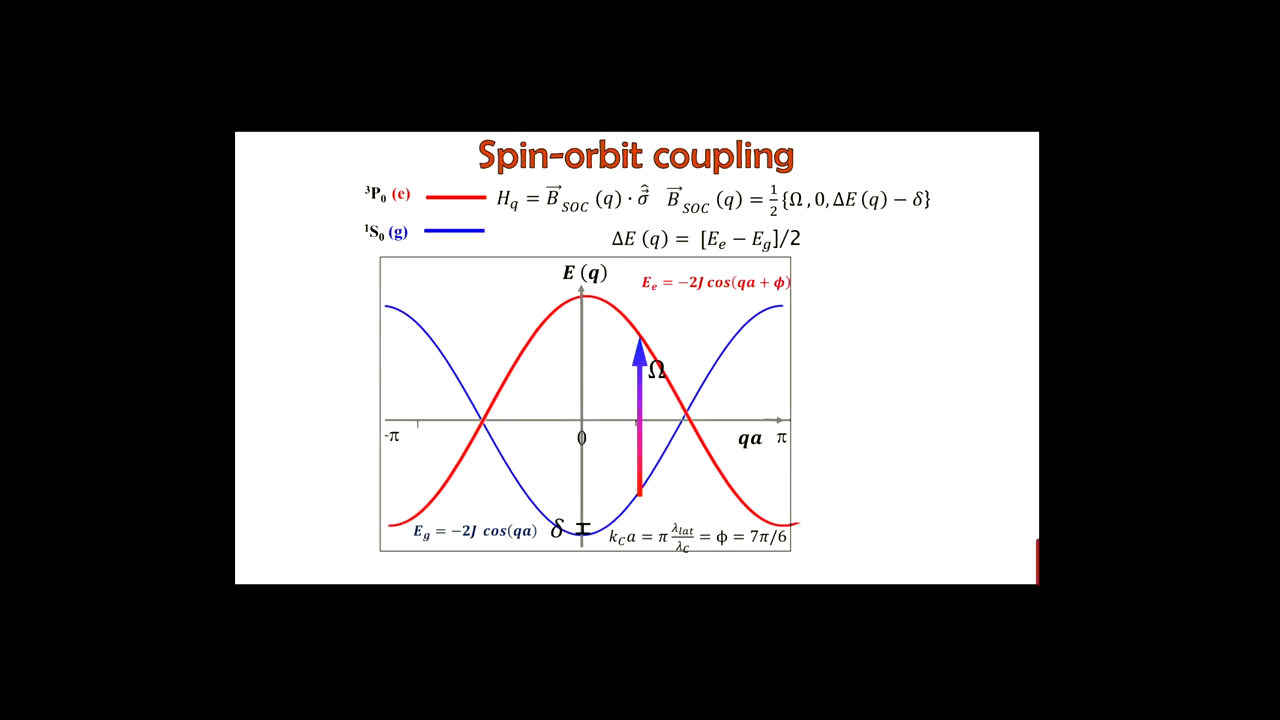 Spin-orbit coupling
³P₀ (e)
H_q = B⃗_SOC (q) · σ̂⃗ B⃗_SOC (q) = ½{Ω , 0, ΔE (q) − δ}
¹S₀ (g)
ΔE (q) = [E_e − E_g]/2
E (q)
E_e = −2J cos(qa + ϕ)
Ω
-π
0
qa
π
E_g = −2J cos(qa)
δ
k_C a = π λ_lat/λ_C = ϕ = 7π/6